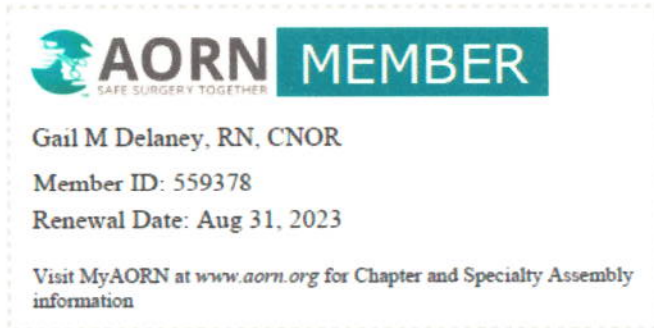 AORN MEMBER
SAFE SURGERY TOGETHER
Gail M Delaney, RN, CNOR
Member ID: 559378
Renewal Date: Aug 31, 2023
Visit MyAORN at www.aorn.org for Chapter and Specialty Assembly
information